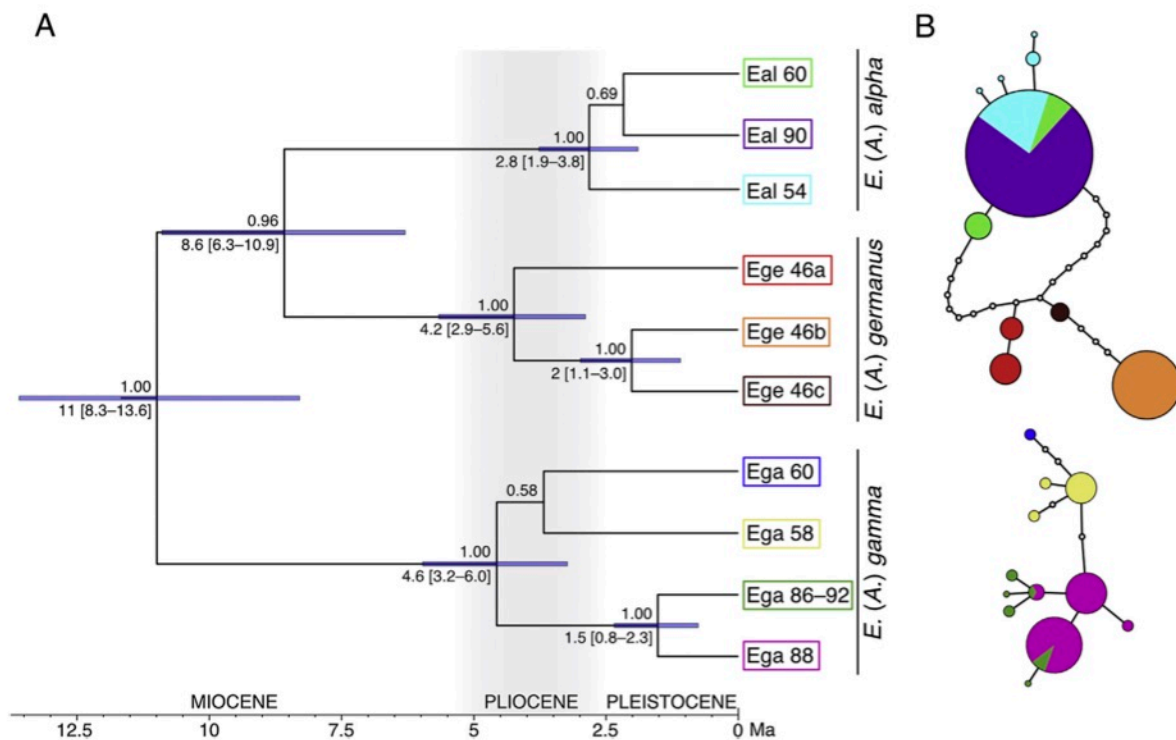 A
B
0.69
Eal 60
1.00
Eal 90
2.8 [1.9–3.8]
Eal 54
E. (A.) alpha
0.96
8.6 [6.3–10.9]
Ege 46a
1.00
4.2 [2.9–5.6]
Ege 46b
1.00
2 [1.1–3.0]
Ege 46c
E. (A.) germanus
1.00
11 [8.3–13.6]
Ega 60
0.58
Ega 58
1.00
4.6 [3.2–6.0]
Ega 86–92
1.00
1.5 [0.8–2.3]
Ega 88
E. (A.) gamma
MIOCENE PLIOCENE PLEISTOCENE
12.5 10 7.5 5 2.5 0 Ma